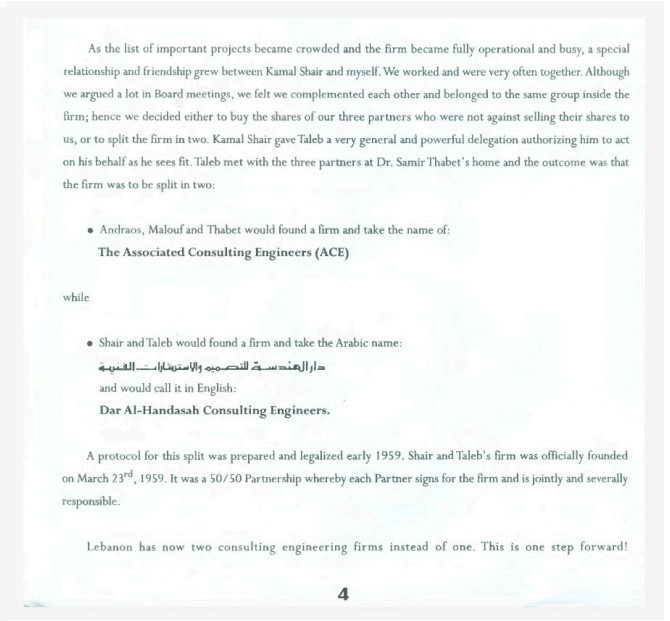 As the list of important projects became crowded and the firm became fully operational and busy, a special
relationship and friendship grew between Kamal Shair and myself. We worked and were very often together. Although
we argued a lot in Board meetings, we felt we complemented each other and belonged to the same group inside the
firm; hence we decided either to buy the shares of our three partners who were not against selling their shares to
us, or to split the firm in two. Kamal Shair gave Taleb a very general and powerful delegation authorizing him to act
on his behalf as he sees fit. Taleb met with the three partners at Dr. Samir Thabet's home and the outcome was that
the firm was to be split in two:
• Andraos, Malouf and Thabet would found a firm and take the name of:
The Associated Consulting Engineers (ACE)
while
• Shair and Taleb would found a firm and take the Arabic name:
دار الهندسة للتصميم والاستشارات الفنية
and would call it in English:
Dar Al-Handasah Consulting Engineers.
A protocol for this split was prepared and legalized early 1959. Shair and Taleb's firm was officially founded
on March 23rd, 1959. It was a 50/50 Partnership whereby each Partner signs for the firm and is jointly and severally
responsible.
Lebanon has now two consulting engineering firms instead of one. This is one step forward!
4